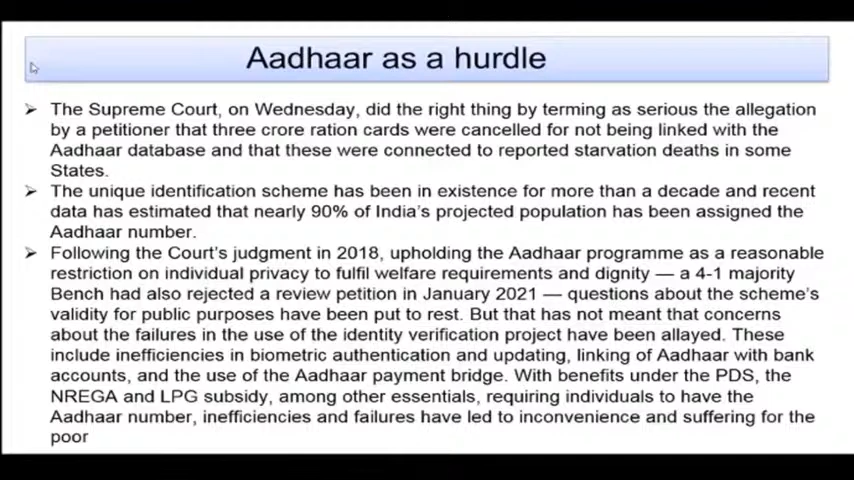 Aadhaar as a hurdle
➢ The Supreme Court, on Wednesday, did the right thing by terming as serious the allegation
by a petitioner that three crore ration cards were cancelled for not being linked with the
Aadhaar database and that these were connected to reported starvation deaths in some
States.
➢ The unique identification scheme has been in existence for more than a decade and recent
data has estimated that nearly 90% of India's projected population has been assigned the
Aadhaar number.
➢ Following the Court's judgment in 2018, upholding the Aadhaar programme as a reasonable
restriction on individual privacy to fulfil welfare requirements and dignity — a 4-1 majority
Bench had also rejected a review petition in January 2021 — questions about the scheme's
validity for public purposes have been put to rest. But that has not meant that concerns
about the failures in the use of the identity verification project have been allayed. These
include inefficiencies in biometric authentication and updating, linking of Aadhaar with bank
accounts, and the use of the Aadhaar payment bridge. With benefits under the PDS, the
NREGA and LPG subsidy, among other essentials, requiring individuals to have the
Aadhaar number, inefficiencies and failures have led to inconvenience and suffering for the
poor